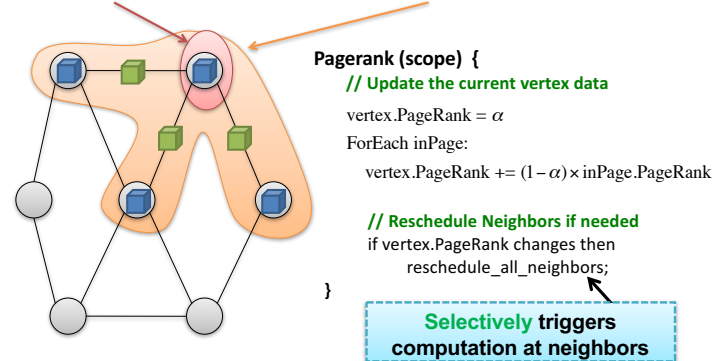 Pagerank (scope) {
// Update the current vertex data
vertex.PageRank = α
ForEach inPage:
vertex.PageRank += (1−α)×inPage.PageRank
// Reschedule Neighbors if needed
if vertex.PageRank changes then
reschedule_all_neighbors;
}
Selectively triggers
computation at neighbors